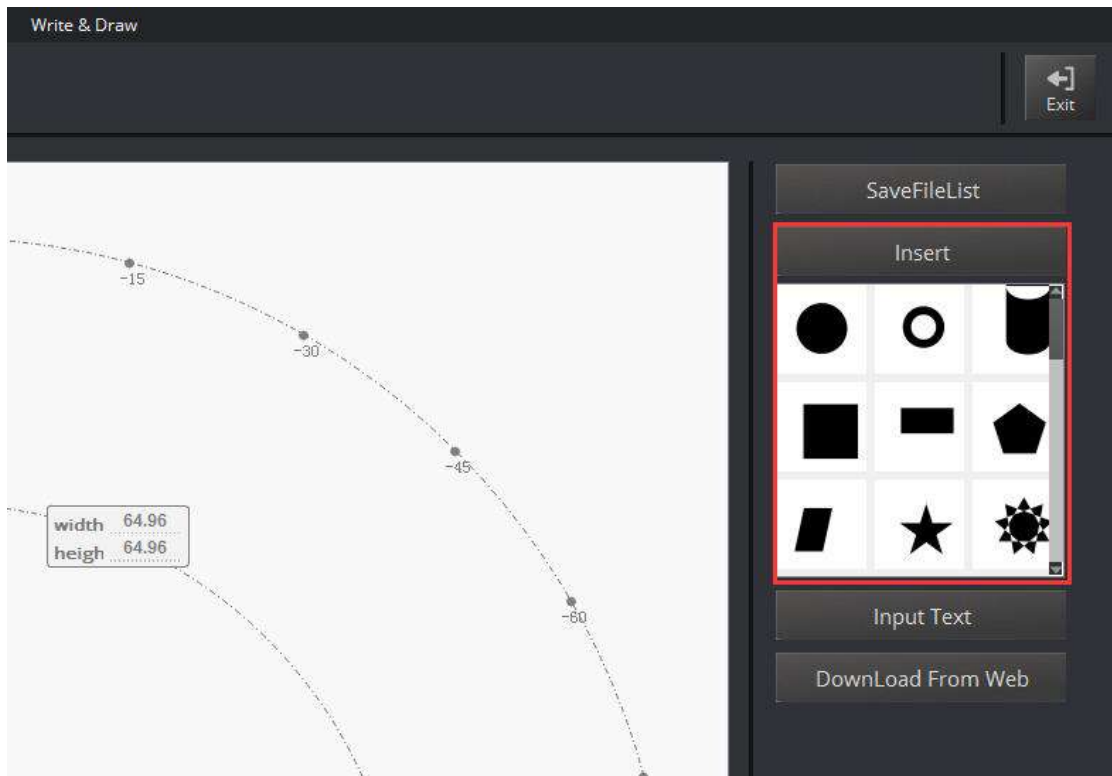 Write & Draw
Exit
SaveFileList
Insert
-15
-30
-45
width 64.96
heigh 64.96
-60
Input Text
DownLoad From Web